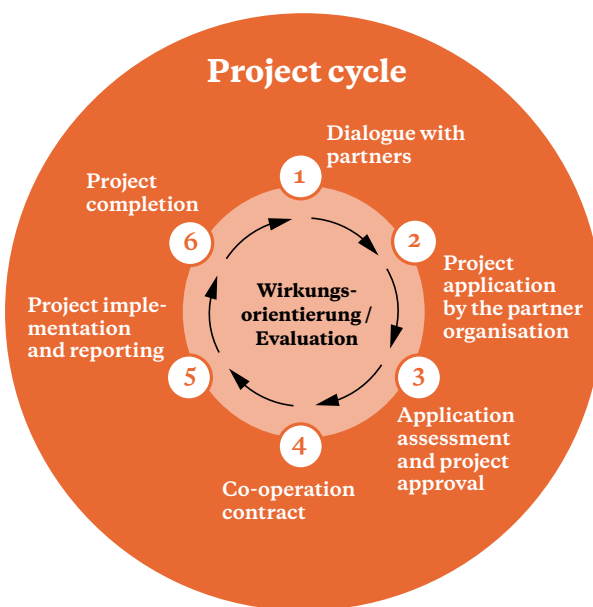 Project cycle
1
Dialogue with
partners
2
Project
application
by the partner
organisation
3
Application
assessment
and project
approval
4
Co-operation
contract
5
Project imple-
mentation
and reporting
6
Project
completion
Wirkungs-
orientierung /
Evaluation